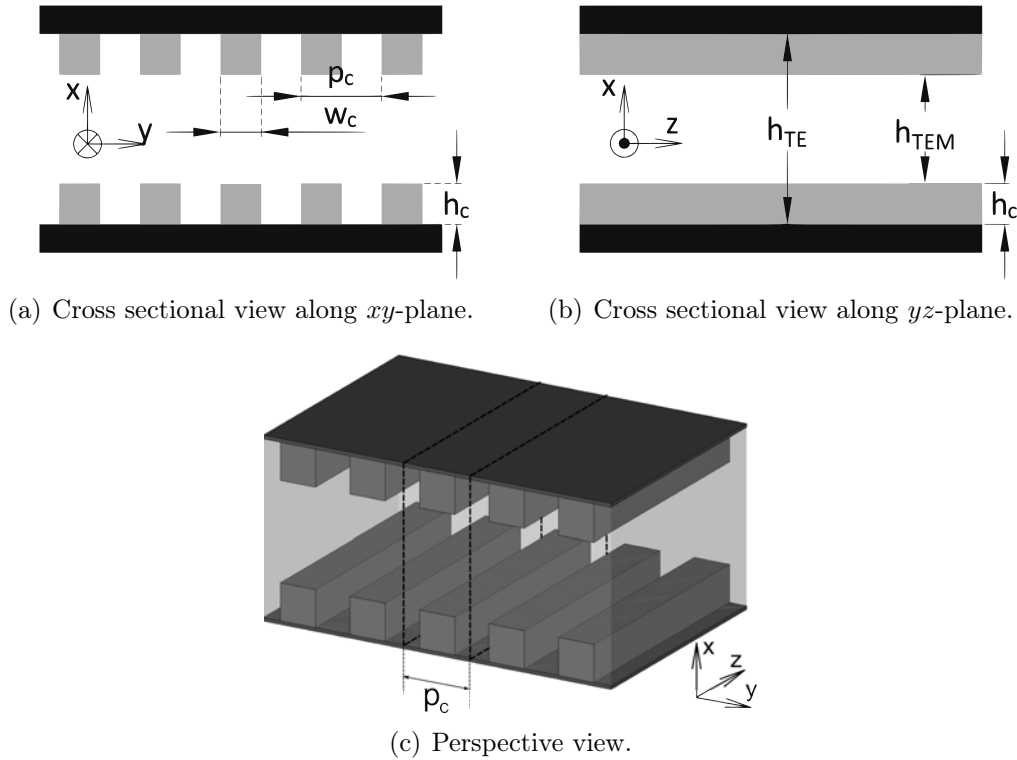 x
y
p_c
w_c
h_c
x
z
h_TE
h_TEM
h_c
(a) Cross sectional view along xy-plane.
(b) Cross sectional view along yz-plane.
p_c
x
z
y
(c) Perspective view.